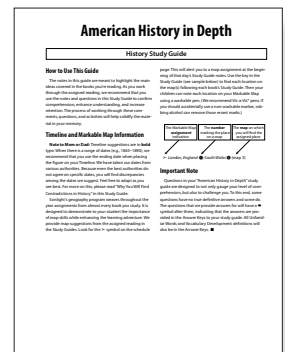 American History in Depth
History Study Guide
How to Use This Guide
The notes in this guide are meant to highlight the main
ideas covered in the books you're reading. As you work
through the assigned reading, we recommend that you
use the notes and questions in this Study Guide to confirm
comprehension, enhance understanding, and increase
retention. The process of working through these com-
ments, questions, and activities will help solidify the mate-
rial in your memory.
Timeline and Markable Map Information
Note to Mom or Dad: Timeline suggestions are in bold
type. When there is a range of dates (e.g., 1865–1890), we
recommend that you use the ending date when placing
the figure on your Timeline. We have taken our dates from
various authorities. Because even the best authorities do
not agree on specific dates, you will find discrepancies
among the dates we suggest. Feel free to adapt as you
see best. For more on this, please read "Why You Will Find
Contradictions in History" in this Study Guide.
Sonlight's geography program weaves throughout the
year assignments from almost every book you study. It is
designed to demonstrate to your student the importance
of map skills while enhancing the learning adventure. We
provide map suggestions from the assigned reading in
the Study Guides. Look for the ➣ symbol on the schedule
page. This will alert you to a map assignment at the begin-
ning of that day's Study Guide notes. Use the key in the
Study Guide (see sample below) to find each location on
the map(s) following each book's Study Guide. Then your
children can note each location on your Markable Map
using a washable pen. (We recommend Vis-a-Vis® pens. If
you should accidentally use a non-washable marker, rub-
bing alcohol can remove those errant marks.)
The Markable Map assignment indication
The number marking the place on a map
The map on which you will find the assigned place
➣ London, England ❶ South Wales ❷ (map 3)
Important Note
Questions in your "American History in Depth" study
guide are designed to not only gauge your level of com-
prehension, but also to challenge you. To this end, some
questions have no true definitive answers and some do.
The questions that we provide answers for will have a
symbol after them, indicating that the answers are pro-
vided in the Answer Keys to your study guide. All Unfamil-
iar Words and Vocabulary Development definitions will
also be in the Answer Keys. ■